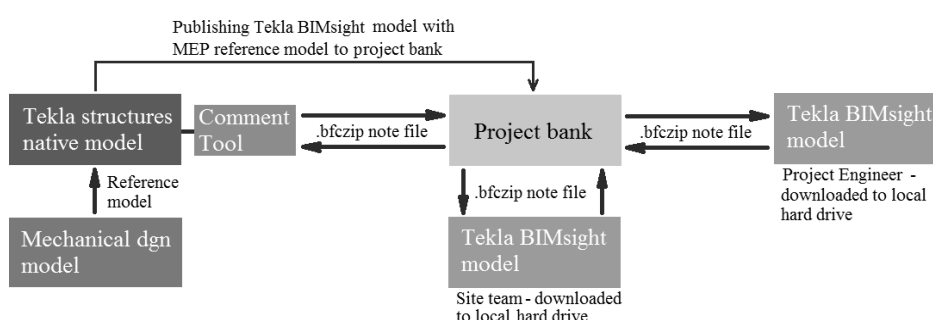 Publishing Tekla BIMsight model with
MEP reference model to project bank
Tekla structures
native model
Comment
Tool
.bfczip note file
Project bank
.bfczip note file
Tekla BIMsight
model
Reference
model
.bfczip note file
Project Engineer -
downloaded to local
hard drive
Mechanical dgn
model
Tekla BIMsight
model
Site team - downloaded
to local hard drive